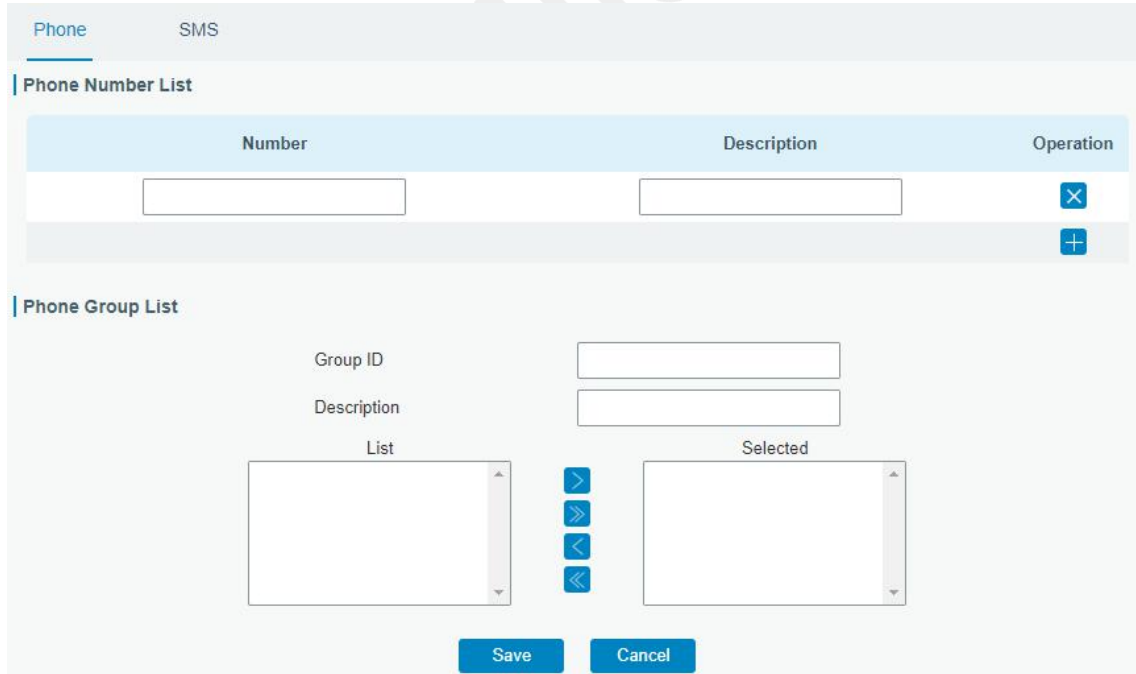 Phone SMS
Phone Number List
Number Description Operation
Phone Group List
Group ID
Description
List Selected
Save Cancel